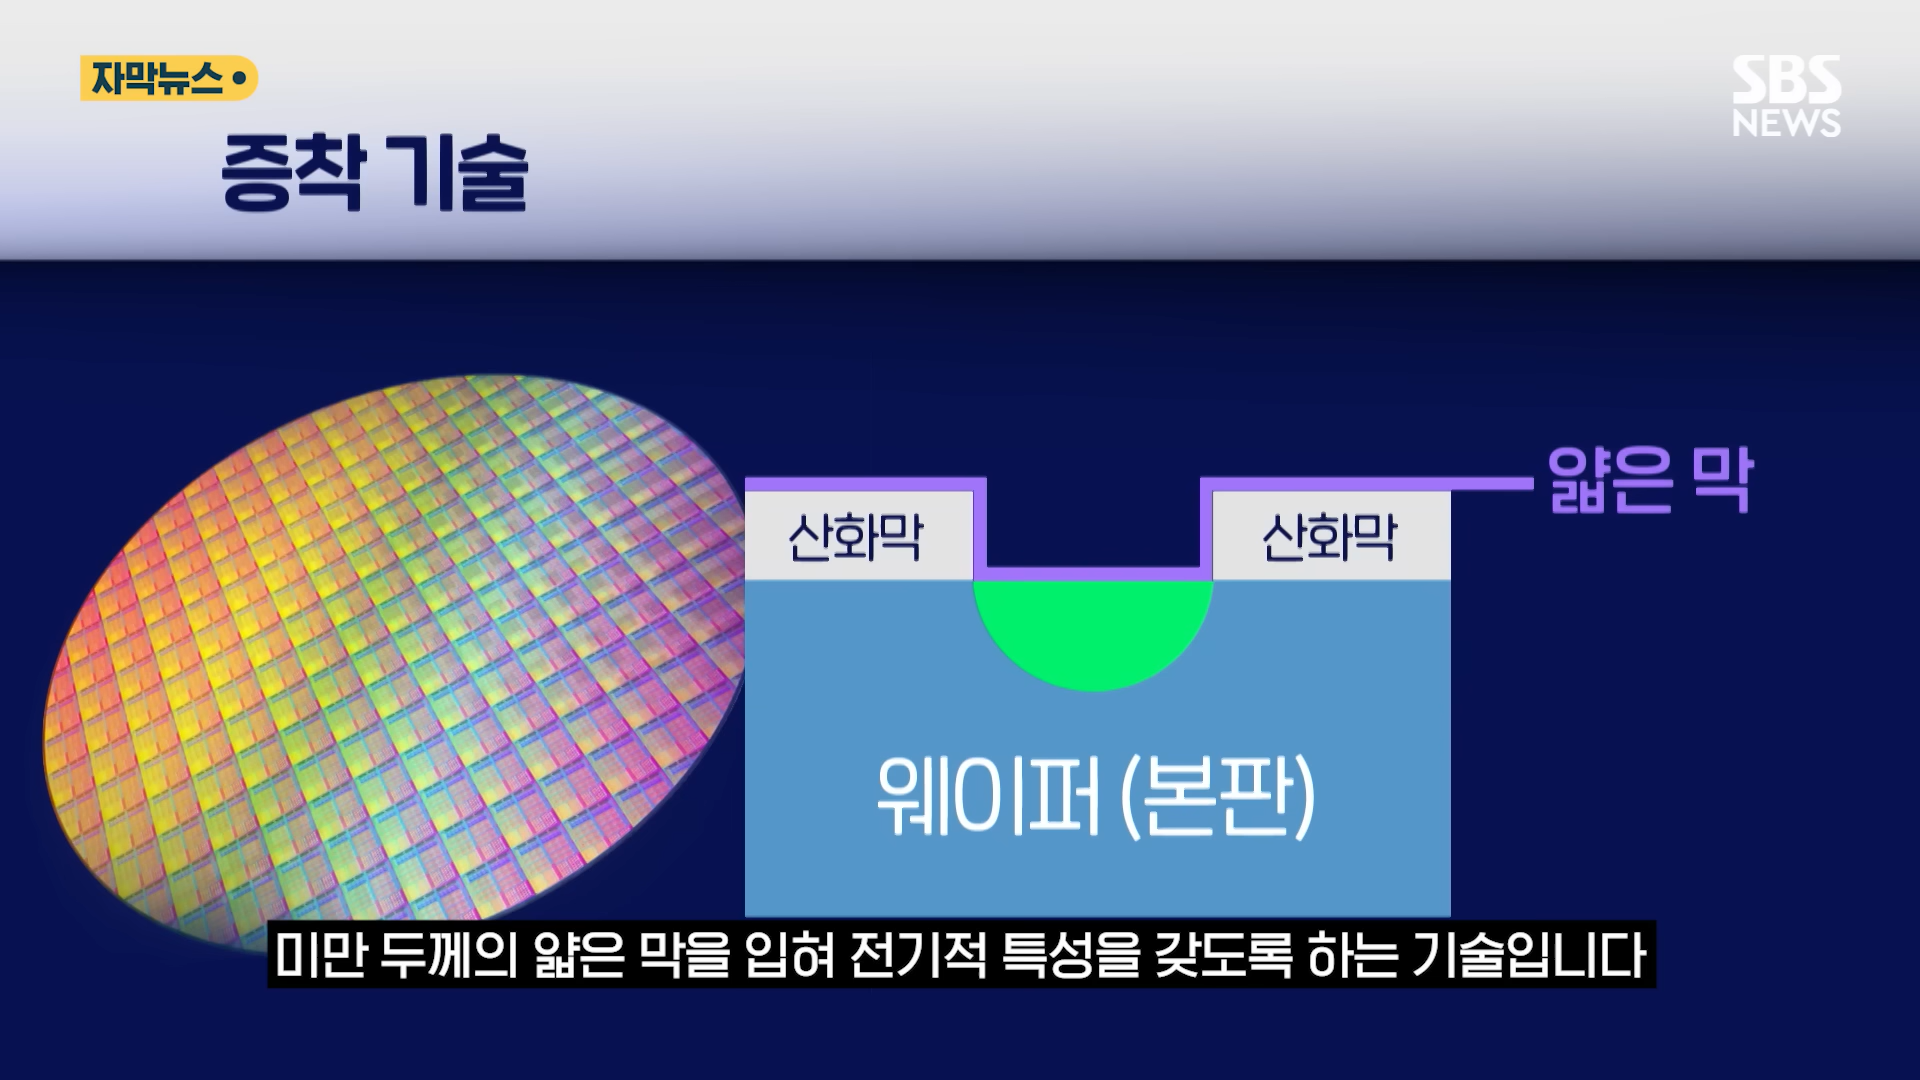 자막뉴스
SBS
NEWS
증착 기술
얇은 막
산화막
산화막
웨이퍼 (본판)
미만 두께의 얇은 막을 입혀 전기적 특성을 갖도록 하는 기술입니다